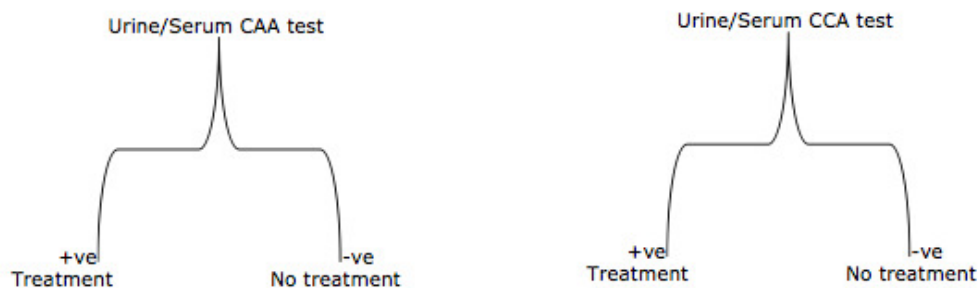 Urine/Serum CAA test
+ve
Treatment
-ve
No treatment
Urine/Serum CCA test
+ve
Treatment
-ve
No treatment